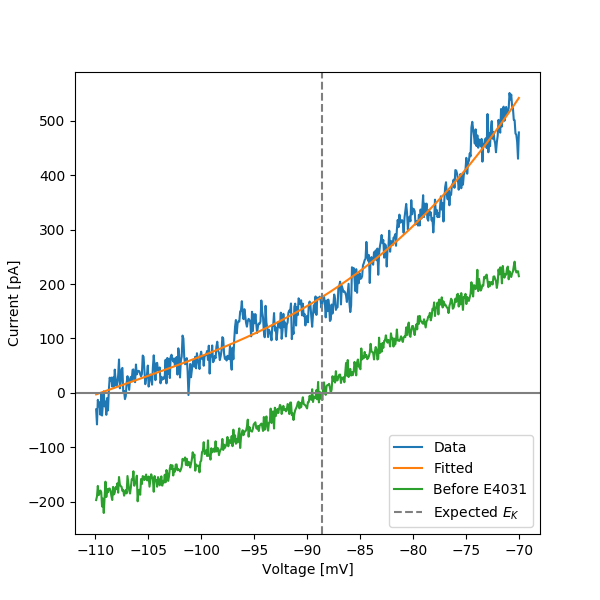 Current [pA]
500
400
300
200
100
0
−100
−200
−110
−105
−100
−95
−90
−85
−80
−75
−70
Voltage [mV]
Data
Fitted
Before E4031
Expected E_K